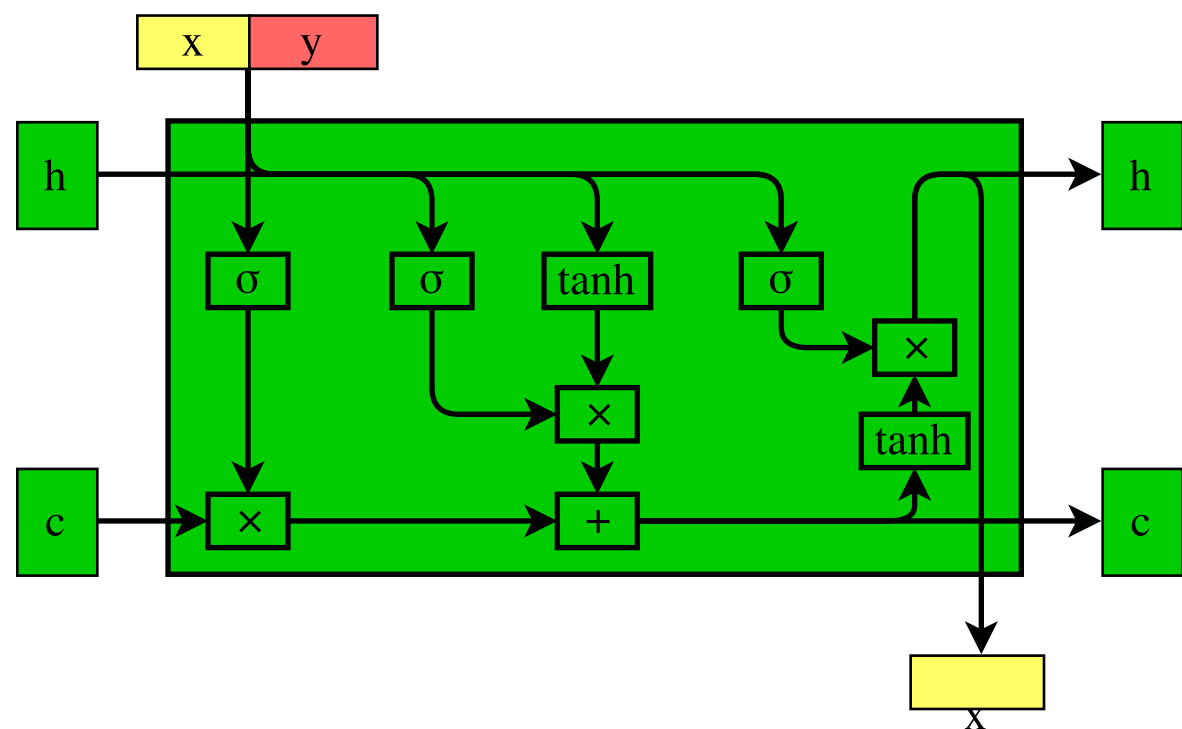 x y
h h
σ σ tanh σ
×
×
tanh
c × + c
x